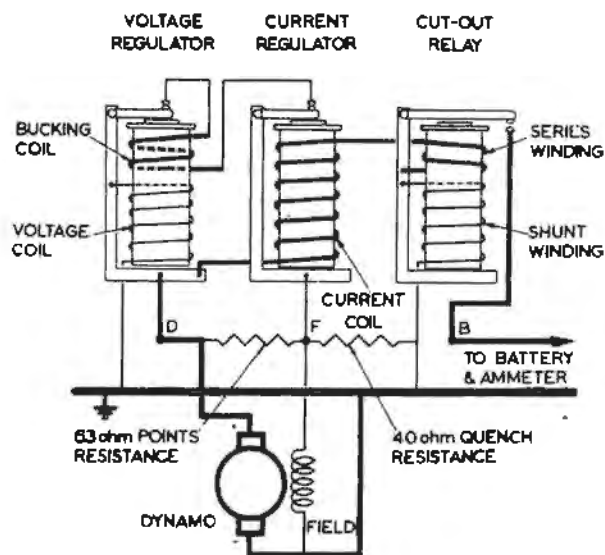 VOLTAGE
REGULATOR
CURRENT
REGULATOR
CUT-OUT
RELAY
BUCKING
COIL
SERIES
WINDING
VOLTAGE
COIL
SHUNT
WINDING
CURRENT
COIL
D
F
B
TO BATTERY
& AMMETER
63 ohm POINTS
RESISTANCE
40 ohm QUENCH
RESISTANCE
DYNAMO
FIELD